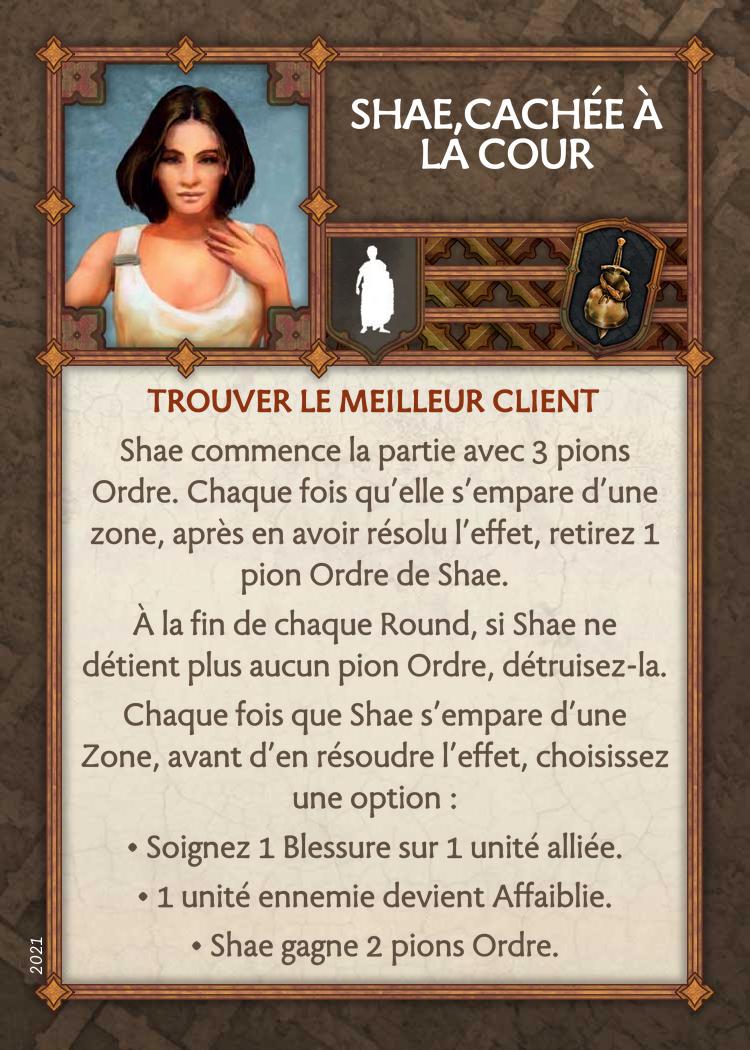 SHAE,CACHÉE À
LA COUR
TROUVER LE MEILLEUR CLIENT
Shae commence la partie avec 3 pions
Ordre. Chaque fois qu’elle s’empare d’une
zone, après en avoir résolu l’effet, retirez 1
pion Ordre de Shae.
À la fin de chaque Round, si Shae ne
détient plus aucun pion Ordre, détruisez-la.
Chaque fois que Shae s’empare d’une
Zone, avant d’en résoudre l’effet, choisissez
une option :
• Soignez 1 Blessure sur 1 unité alliée.
• 1 unité ennemie devient Affaiblie.
• Shae gagne 2 pions Ordre.
2021